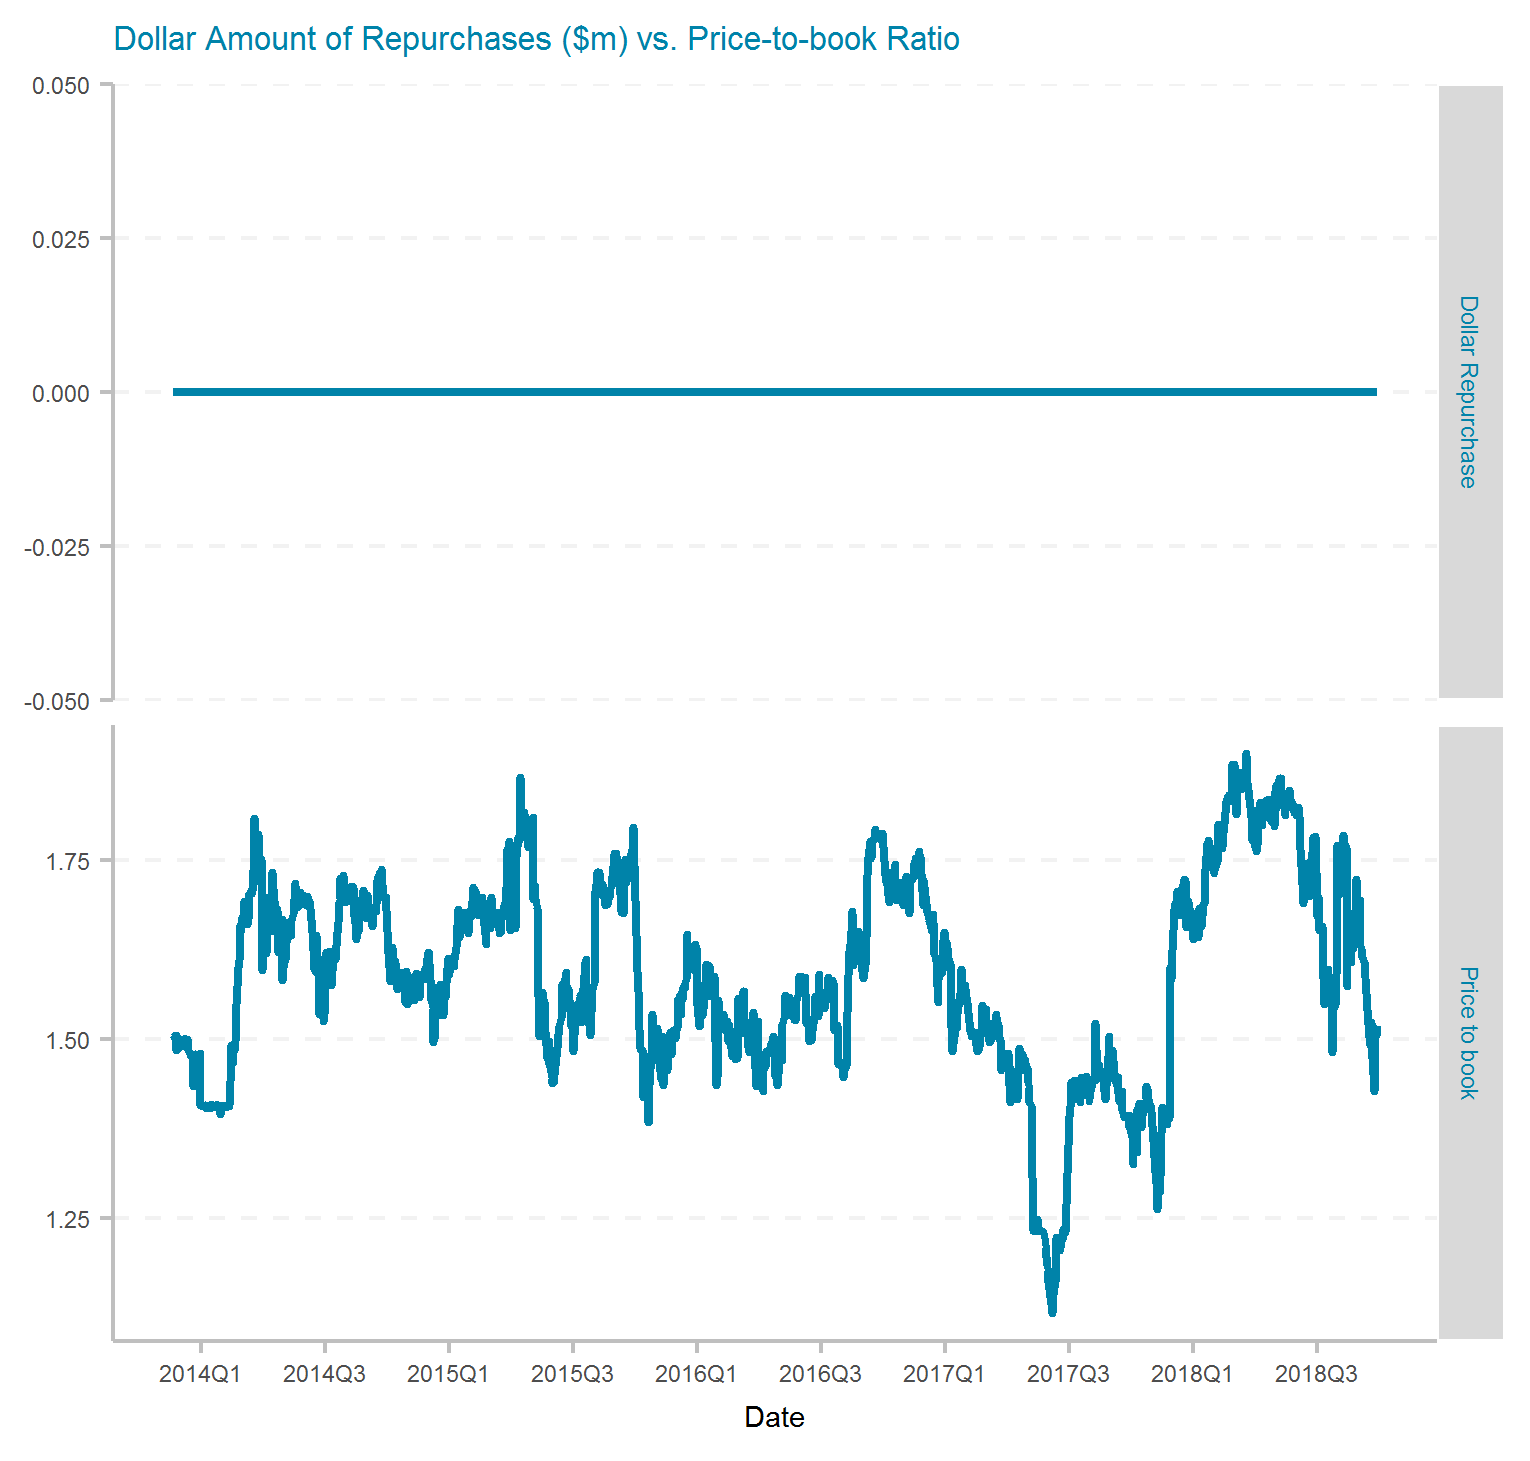 Dollar Amount of Repurchases ($m) vs. Price-to-book Ratio
0.050
0.025
0.000
-0.025
-0.050
Dollar Repurchase
1.75
1.50
1.25
Price to book
2014Q1 2014Q3 2015Q1 2015Q3 2016Q1 2016Q3 2017Q1 2017Q3 2018Q1 2018Q3
Date